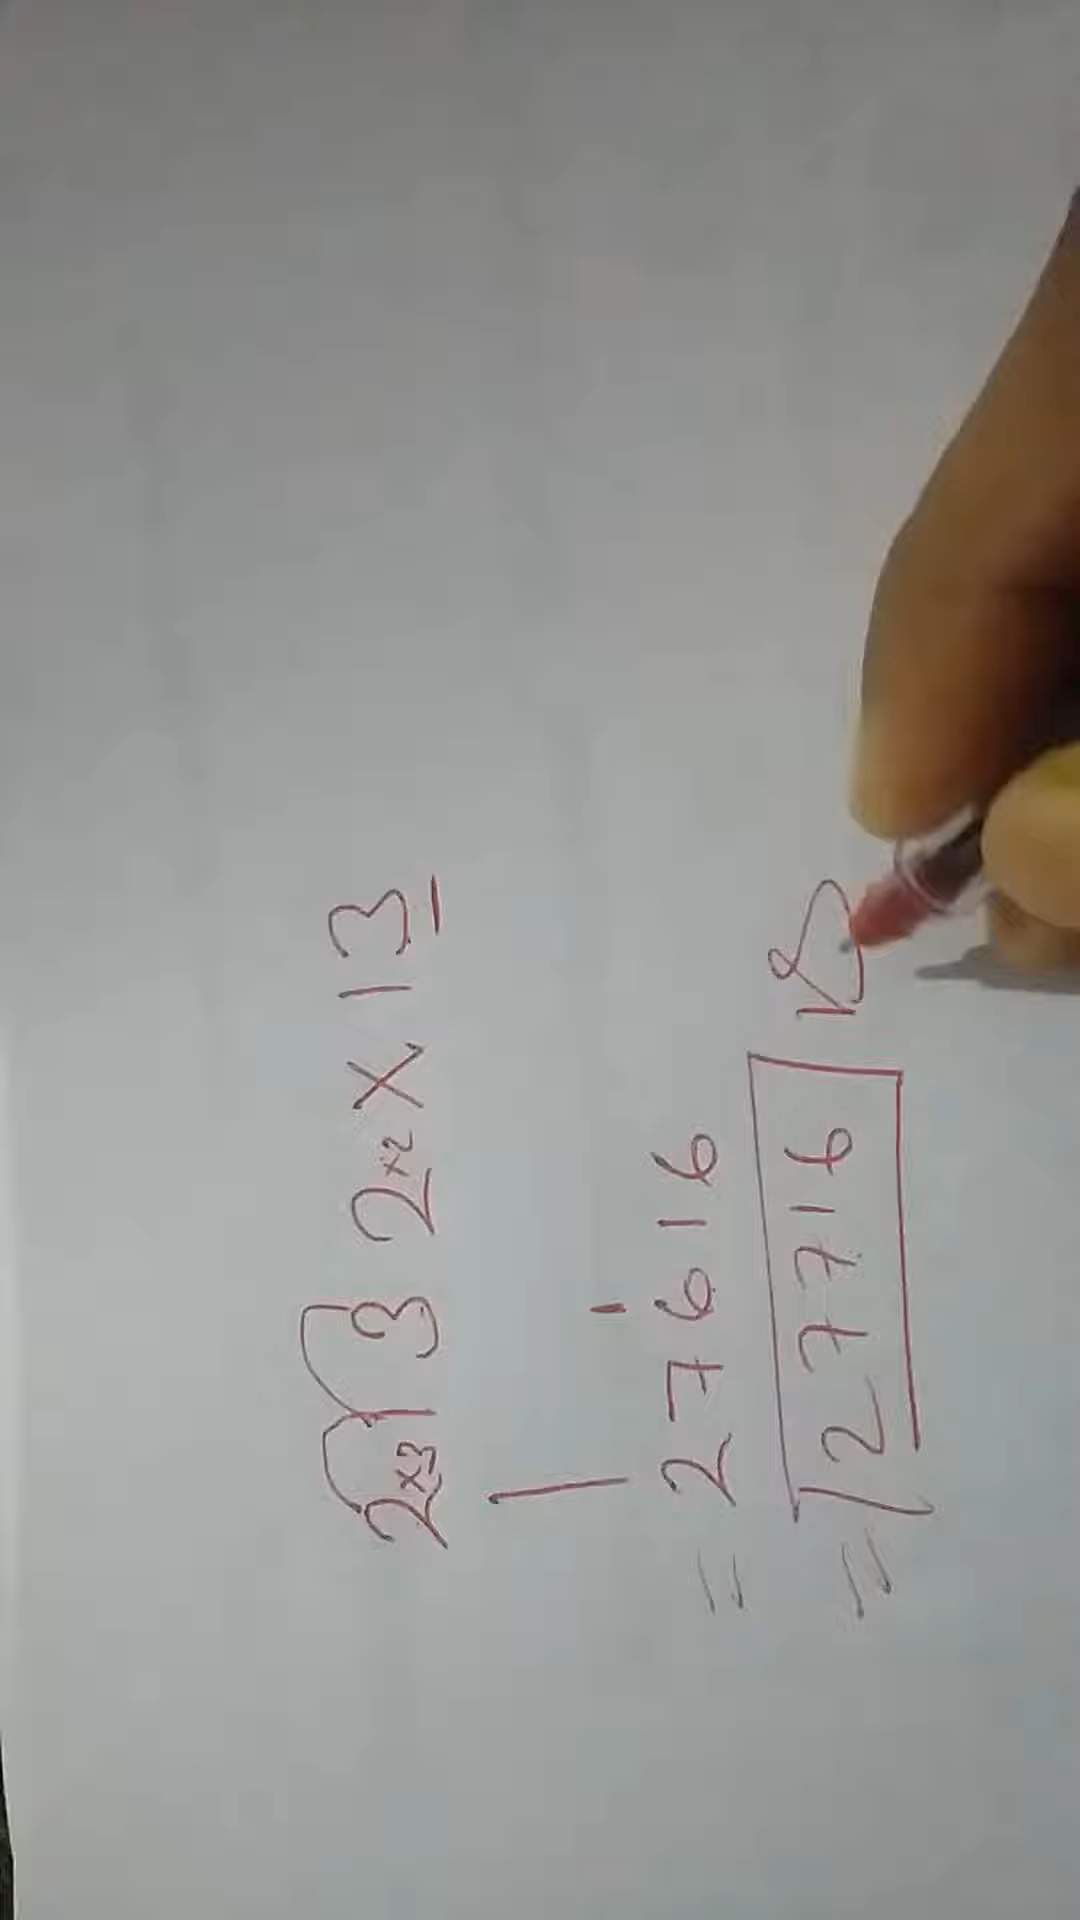 2×3 1 3 2×2 × 13
= 27616
= 27716